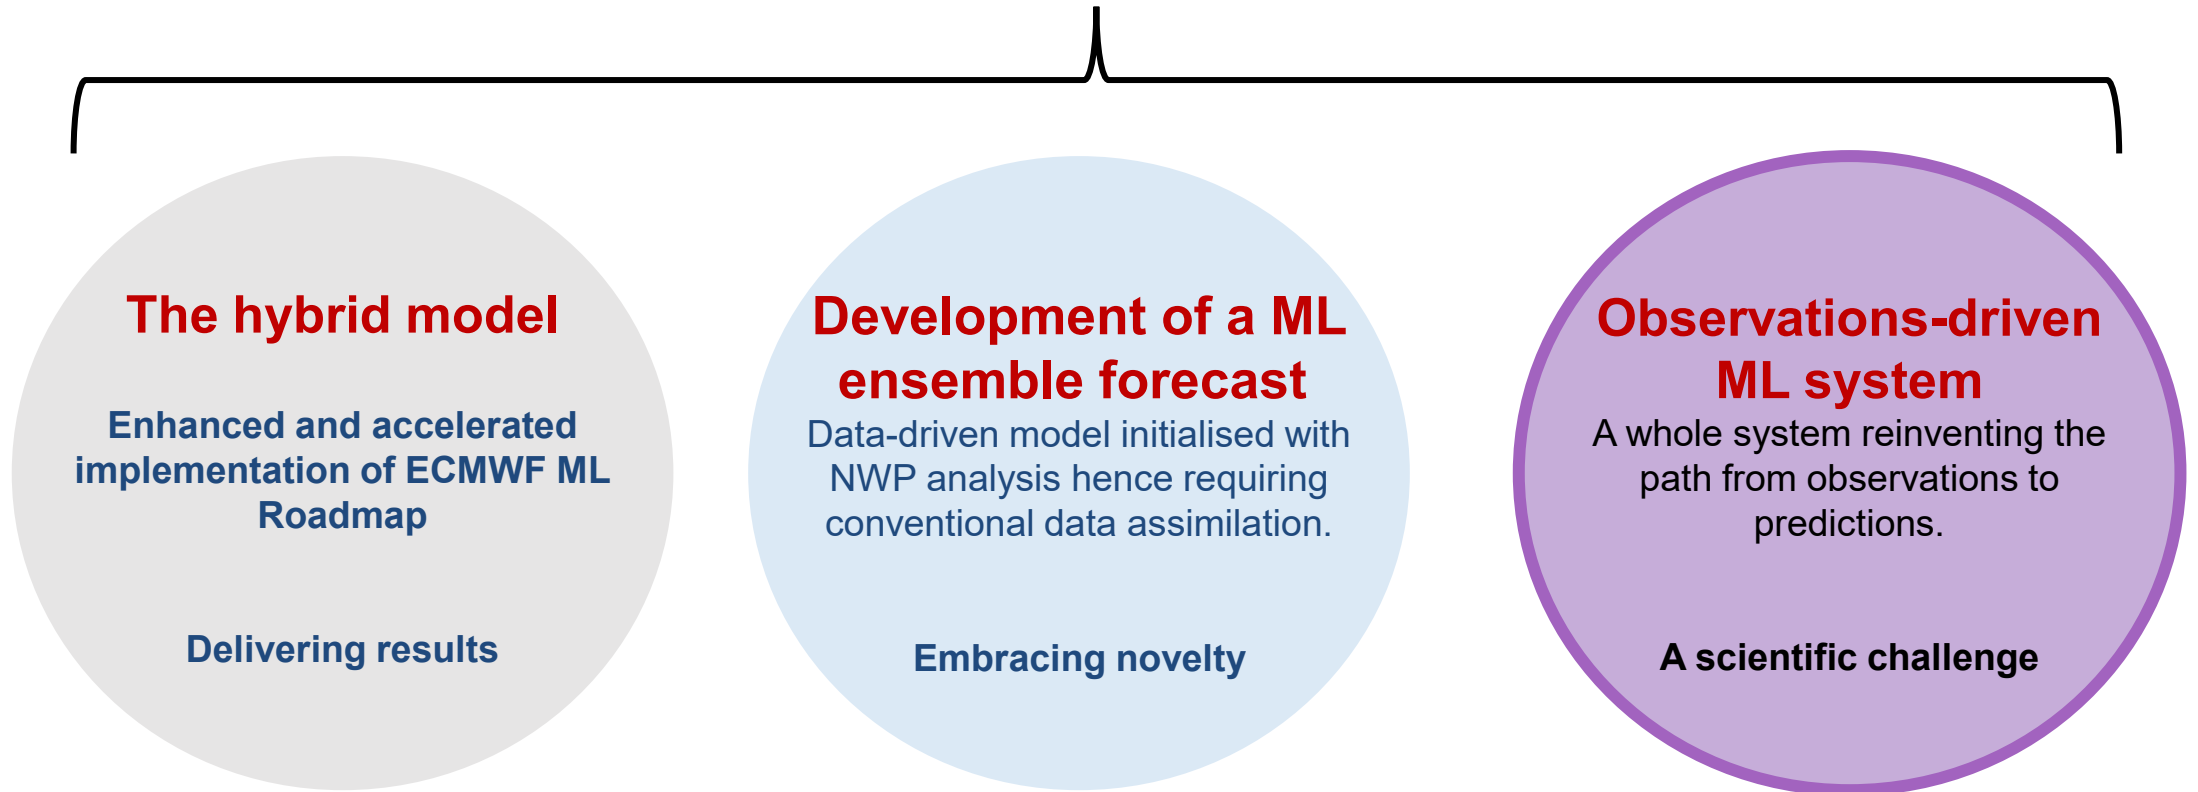 The hybrid model
Enhanced and accelerated
implementation of ECMWF ML
Roadmap
Delivering results
Development of a ML
ensemble forecast
Data-driven model initialised with
NWP analysis hence requiring
conventional data assimilation.
Embracing novelty
Observations-driven
ML system
A whole system reinventing the
path from observations to
predictions.
A scientific challenge